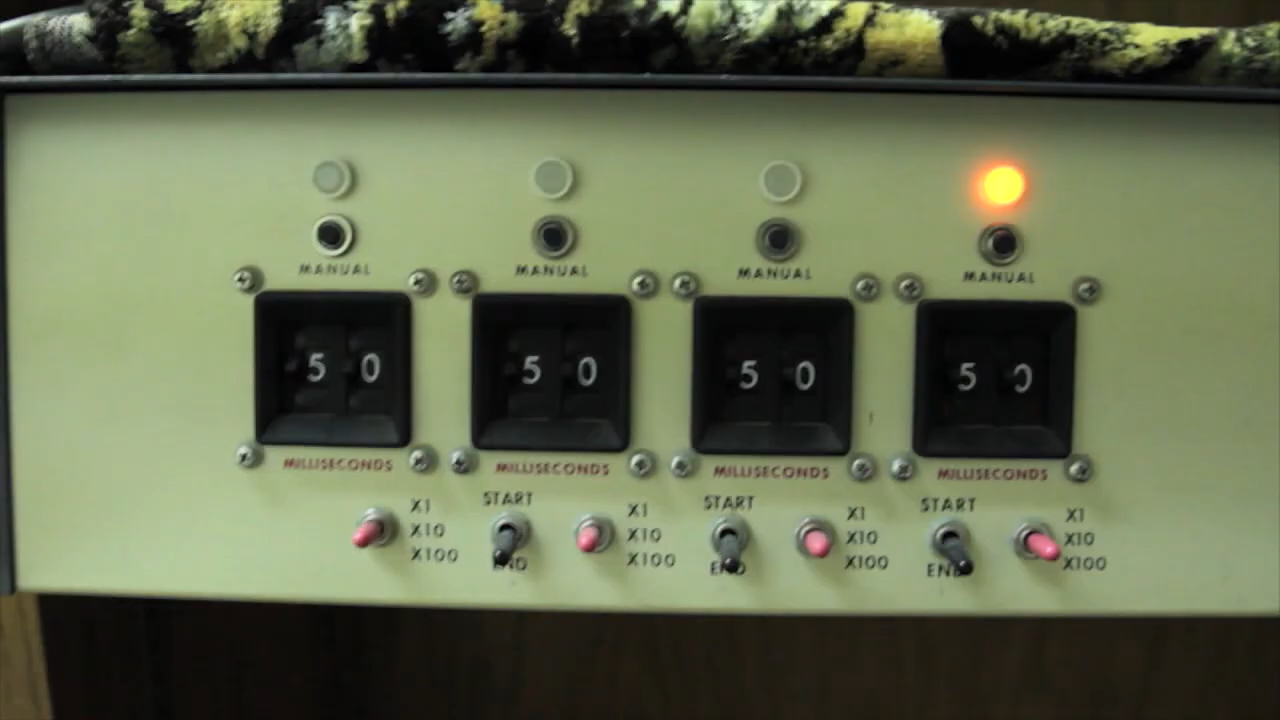 MANUAL MANUAL MANUAL MANUAL
50 50 50 50
MILLISECONDS MILLISECONDS MILLISECONDS MILLISECONDS
X1 START X1 START X1 START X1
X10 X10 X10 X10
X100 END X100 END X100 END X100